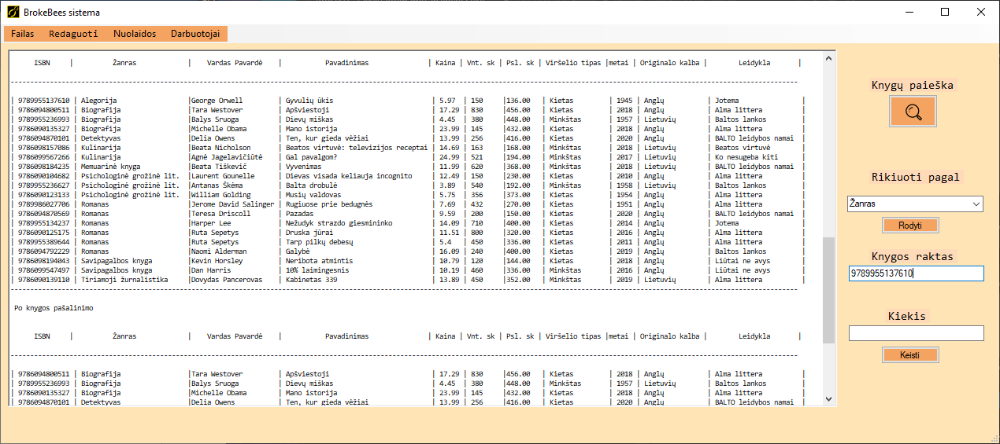 BrokeBees sistema
Failas Redaguoti Nuolaidos Darbuotojai
ISBN | Žanras | Vardas Pavardė | Pavadinimas | Kaina | Vnt. sk | Psl. sk | Viršelio tipas |metai | Originalo kalba | Leidykla |
| 9789955137610 | Alegorija |George Orwell | Gyvulių ūkis | 5.97 | 150 |136.00 | Kietas | 1945 | Anglų | Jotema |
| 9786094800511 | Biografija |Tara Westover | Apšviestoji | 17.29 | 830 |456.00 | Kietas | 2018 | Anglų | Alma littera |
| 9789955236993 | Biografija |Balys Sruoga | Dievų miškas | 4.45 | 380 |448.00 | Minkštas | 1957 | Lietuvių | Baltos lankos |
| 9786090135327 | Biografija |Michelle Obama | Mano istorija | 23.99 | 145 |432.00 | Kietas | 2018 | Anglų | Alma littera |
| 9786094870101 | Detektyvas |Delia Owens | Ten, kur gieda vėžiai | 13.99 | 256 |416.00 | Kietas | 2020 | Anglų | BALTO leidybos namai |
| 9786098157086 | Kulinarija |Beata Nicholson | Beatos virtuvė: televizijos receptai | 14.69 | 163 |168.00 | Minkštas | 2018 | Lietuvių | Beatos virtuvė |
| 9786099567266 | Kulinarija |Agnė Jagelavičiūtė | Gal pavalgom? | 24.99 | 521 |194.00 | Minkštas | 2017 | Lietuvių | Ko nesugeba kiti |
| 9786098184235 | Memuarinė knyga |Beata Tiškevič | Vyvenimas | 11.99 | 620 |368.00 | Minkštas | 2018 | Lietuvių | BALTO leidybos namai |
| 9786090104682 | Psichologinė grožinė lit. |Laurent Gounelle | Dievas visada keliauja incognito | 12.49 | 150 |230.00 | Kietas | 2010 | Anglų | Alma littera |
| 9789955236627 | Psichologinė grožinė lit. |Antanas Škėma | Balta drobulė | 3.89 | 540 |192.00 | Minkštas | 1958 | Lietuvių | Baltos lankos |
| 9786090123133 | Psichologinė grožinė lit. |William Golding | Musių valdovas | 5.75 | 356 |373.00 | Kietas | 1954 | Anglų | Alma littera |
| 9789986027706 | Romanas |Jerome David Salinger | Rugiuose prie bedugnės | 7.69 | 432 |270.00 | Kietas | 1951 | Anglų | Alma littera |
| 9786094870569 | Romanas |Teresa Driscoll | Pazadas | 9.59 | 200 |150.00 | Kietas | 2020 | Anglų | BALTO leidybos namai |
| 9789955134237 | Romanas |Harper Lee | Nežudyk strazdo giesmininko | 14.09 | 710 |400.00 | Kietas | 2014 | Anglų | Jotema |
| 9786090125175 | Romanas |Ruta Sepetys | Druska jūrai | 11.51 | 800 |320.00 | Kietas | 2016 | Anglų | Alma littera |
| 9789955389644 | Romanas |Ruta Sepetys | Tarp pilkų debesų | 5.4 | 450 |336.00 | Kietas | 2011 | Anglų | Alma littera |
| 9786094792229 | Romanas |Naomi Alderman | Galybė | 16.09 | 240 |400.00 | Kietas | 2019 | Anglų | Baltos lankos |
| 9786098194043 | Savipagalbos knyga |Kevin Horsley | Neribota atmintis | 10.79 | 120 |144.00 | Kietas | 2018 | Anglų | Liūtai ne avys |
| 9786099547497 | Savipagalbos knyga |Dan Harris | 10% laimingesnis | 10.19 | 460 |336.00 | Minkštas | 2016 | Anglų | Liūtai ne avys |
| 9786090139110 | Tiriamoji žurnalistika |Dovydas Pancerovas | Kabinetas 339 | 13.89 | 450 |352.00 | Minkštas | 2019 | Lietuvių | Alma littera |
Po knygos pašalinimo
ISBN | Žanras | Vardas Pavardė | Pavadinimas | Kaina | Vnt. sk | Psl. sk | Viršelio tipas |metai | Originalo kalba | Leidykla |
| 9786094800511 | Biografija |Tara Westover | Apšviestoji | 17.29 | 830 |456.00 | Kietas | 2018 | Anglų | Alma littera |
| 9789955236993 | Biografija |Balys Sruoga | Dievų miškas | 4.45 | 380 |448.00 | Minkštas | 1957 | Lietuvių | Baltos lankos |
| 9786090135327 | Biografija |Michelle Obama | Mano istorija | 23.99 | 145 |432.00 | Kietas | 2018 | Anglų | Alma littera |
| 9786094870101 | Detektyvas |Delia Owens | Ten, kur gieda vėžiai | 13.99 | 256 |416.00 | Kietas | 2020 | Anglų | BALTO leidybos namai |
Knygų paieška
Rikiuoti pagal
Žanras
Rodyti
Knygos raktas
9789955137610
Kiekis
Keisti